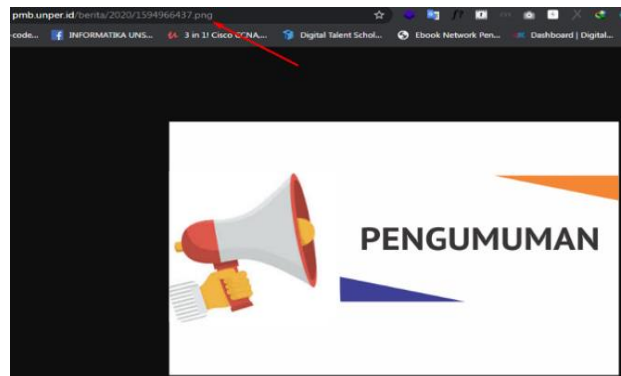 pmb.unper.id/berita/2020/1594966437.png
code... INFORMATIKA UNS... 3 in 1! Cisco CCNA,... Digital Talent Schol... Ebook Network Pen... Dashboard | Digital...
PENGUMUMAN